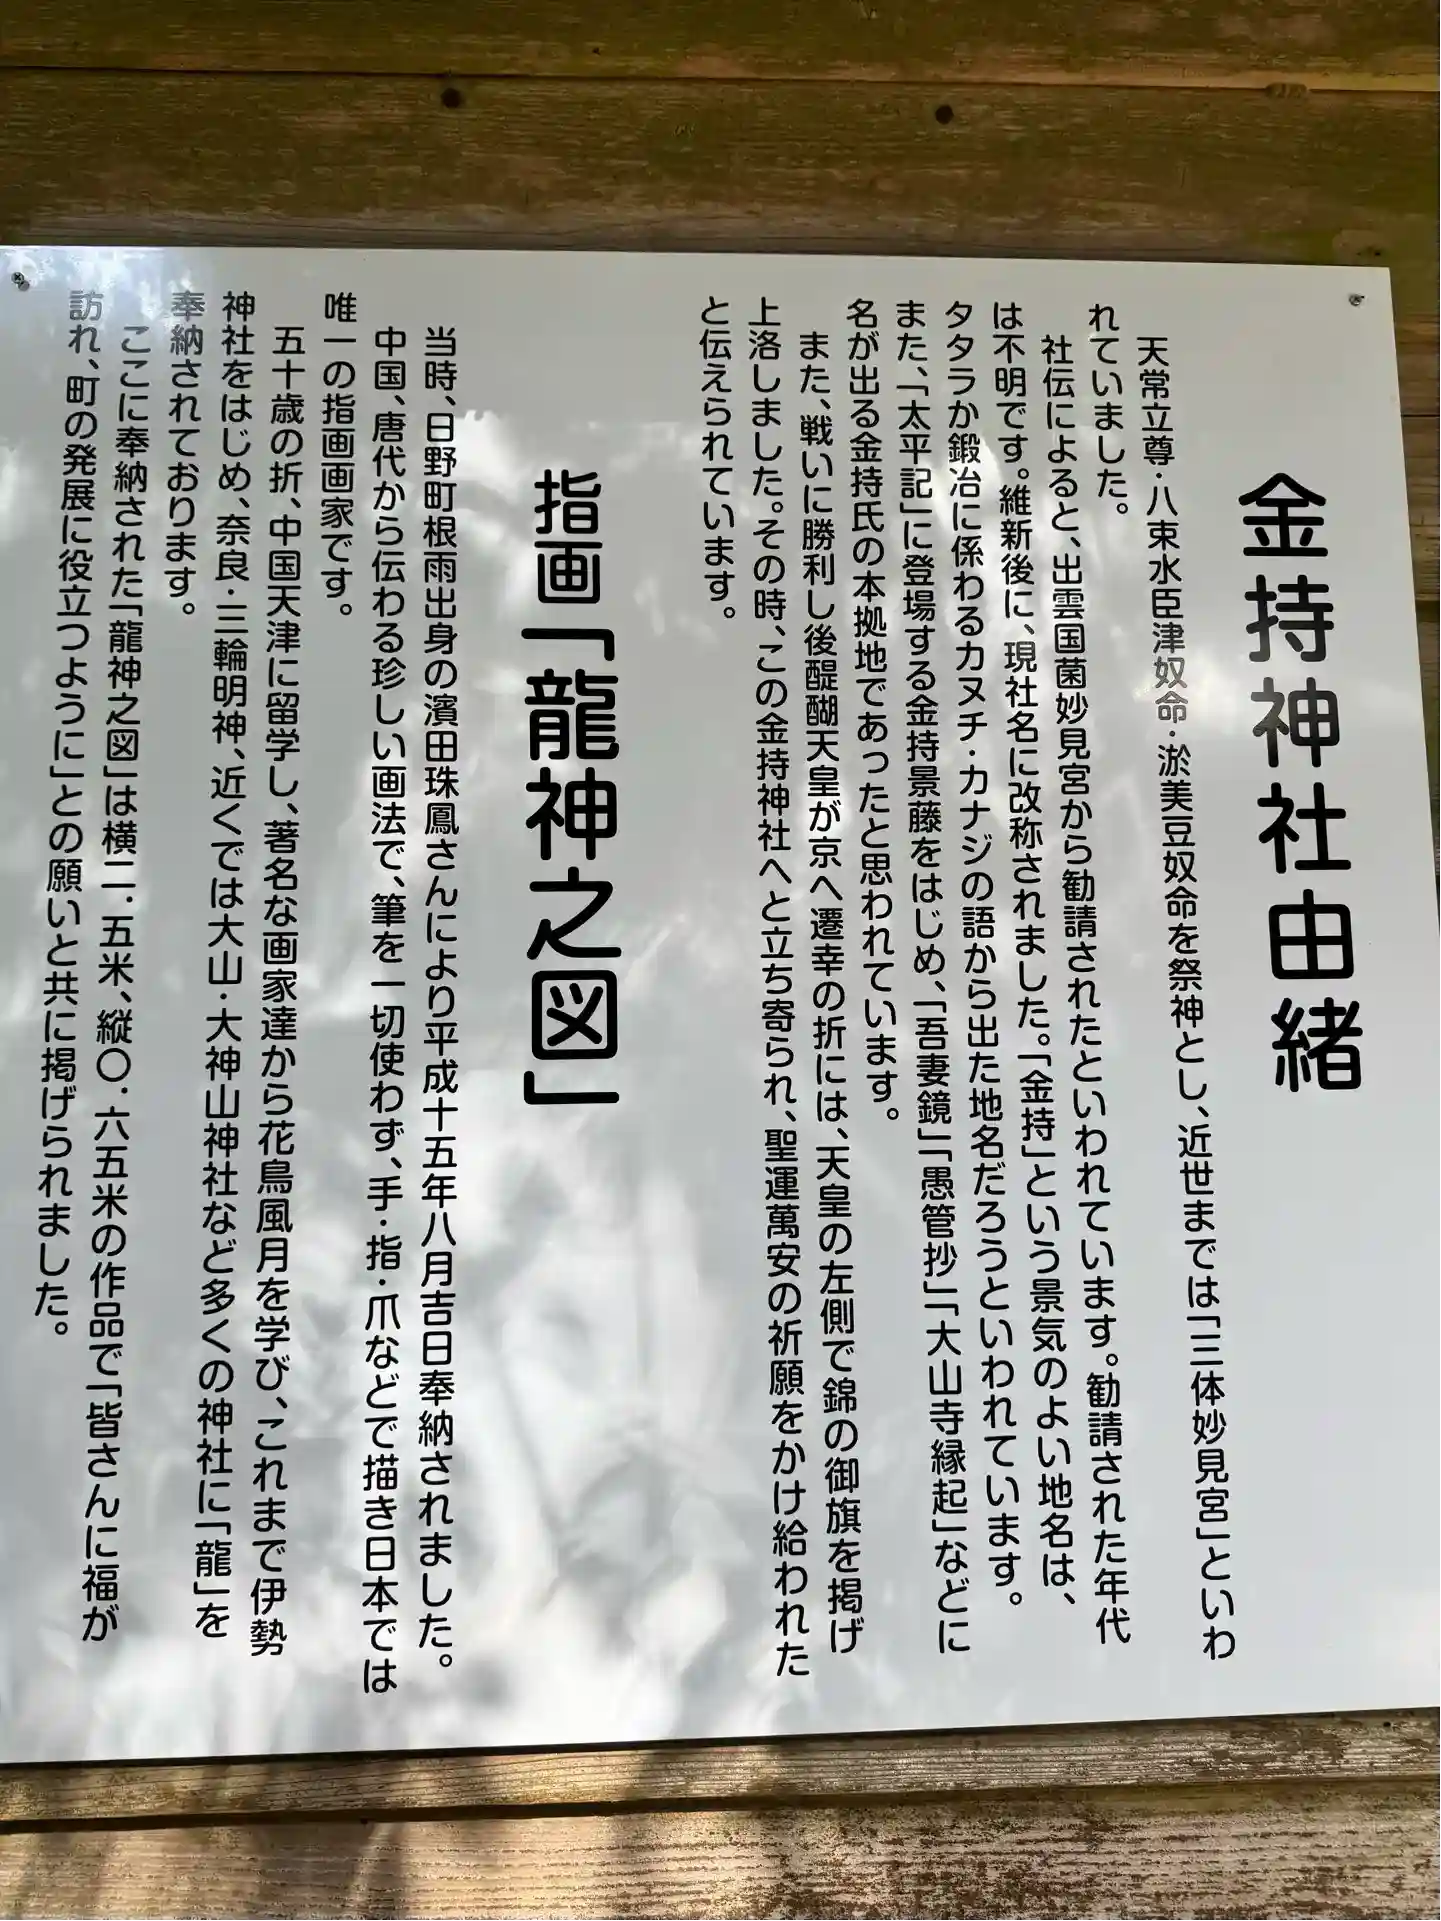 金持神社由緒
天常立尊・八束水臣津奴命・淤美豆奴命を祭神とし、近世までは「三体妙見宮」といわ
れていました。
社伝によると、出雲国薗妙見宮から勧請されたといわれています。勧請された年代
は不明です。維新後に、現社名に改称されました。「金持」という景気のよい地名は、
タタラか鍛冶に係わるカヌチ・カナジの語から出た地名だろうといわれています。
また、「太平記」に登場する金持景藤をはじめ、「吾妻鏡」「愚管抄」「大山寺縁起」などに
名が出る金持氏の本拠地であったと思われています。
また、戦いに勝利し後醍醐天皇が京へ遷幸の折には、天皇の左側で錦の御旗を掲げ
上洛しました。その時、この金持神社へと立ち寄られ、聖運萬安の祈願をかけ給われた
と伝えられています。
指画「龍神之図」
当時、日野町根雨出身の濱田珠鳳さんにより平成十五年八月吉日奉納されました。
中国、唐代から伝わる珍しい画法で、筆を一切使わず、手・指・爪などで描き日本では
唯一の指画画家です。
五十歳の折、中国天津に留学し、著名な画家達から花鳥風月を学び、これまで伊勢
神社をはじめ、奈良・三輪明神、近くでは大山・大神山神社など多くの神社に「龍」を
奉納されております。
ここに奉納された「龍神之図」は横二.五米、縦〇.六五米の作品で「皆さんに福が
訪れ、町の発展に役立つように」との願いと共に掲げられました。